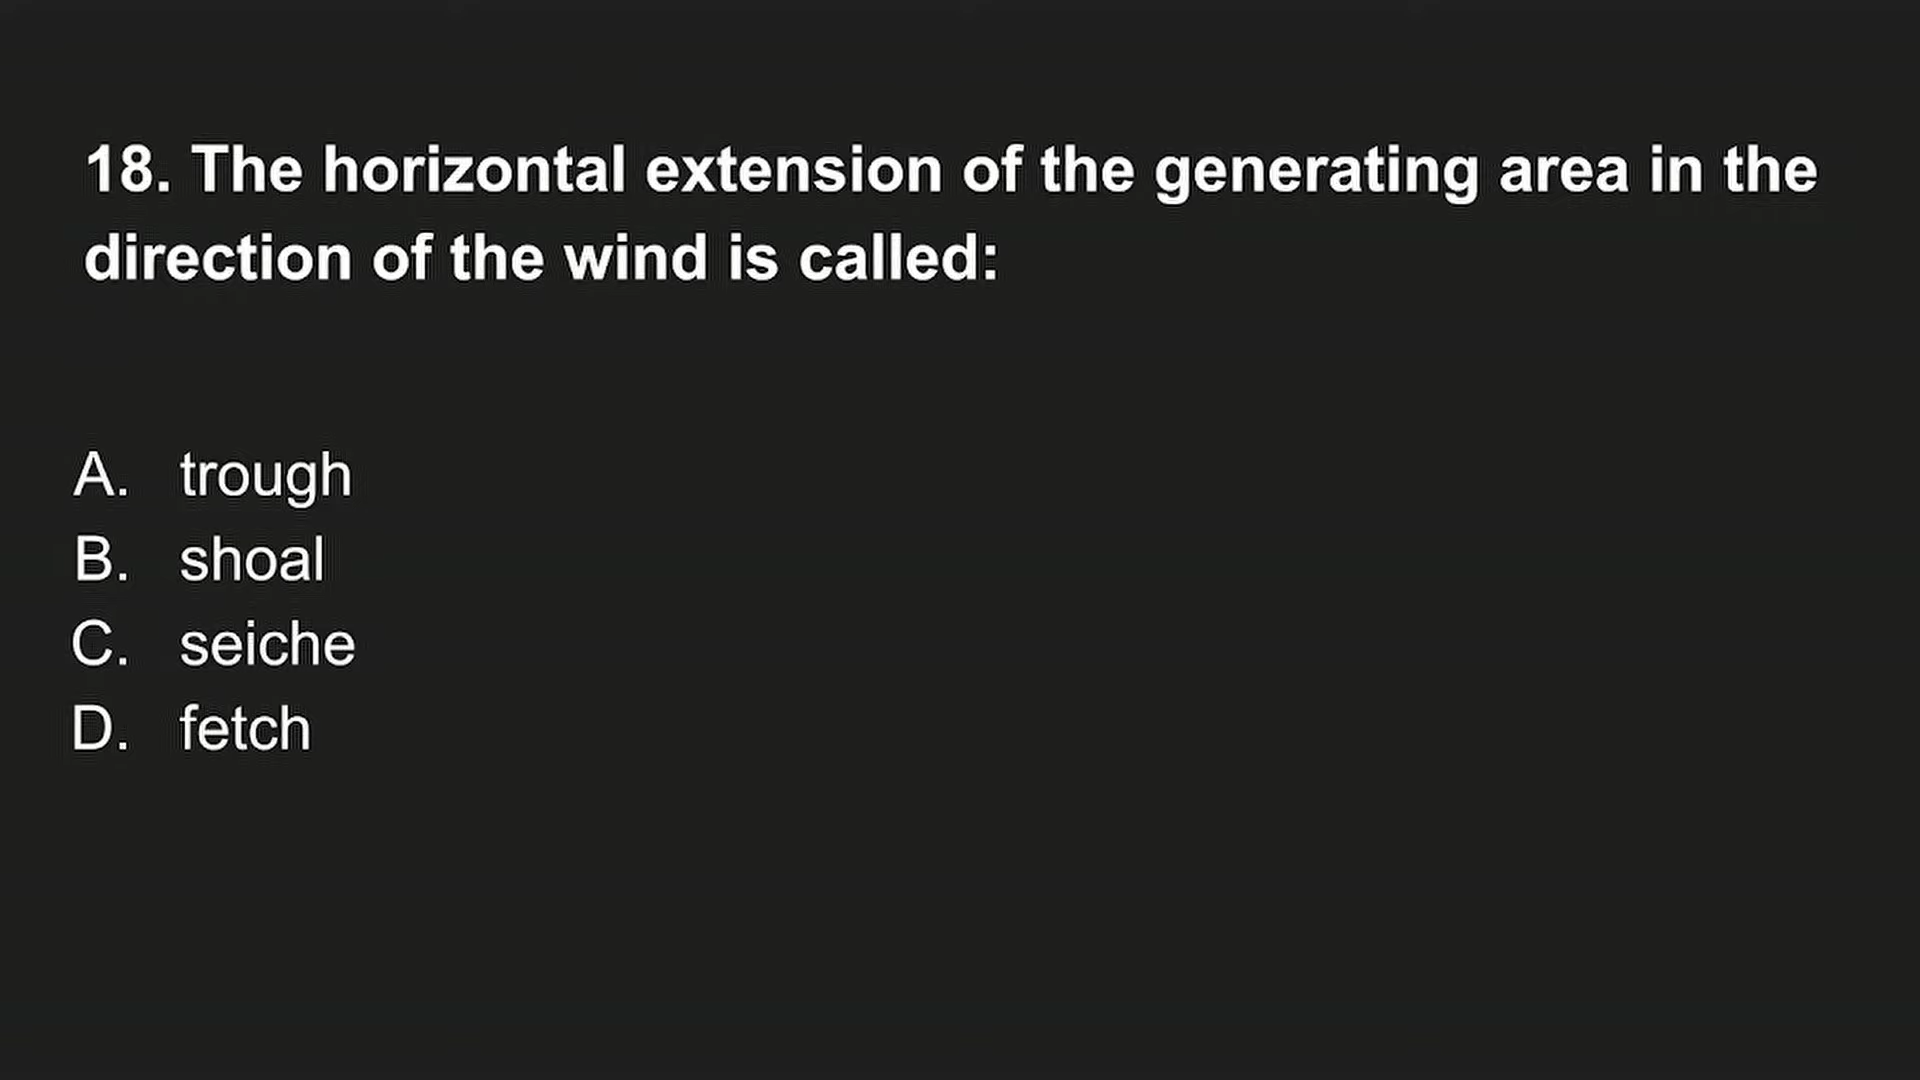 18. The horizontal extension of the generating area in the
direction of the wind is called:
A. trough
B. shoal
C. seiche
D. fetch